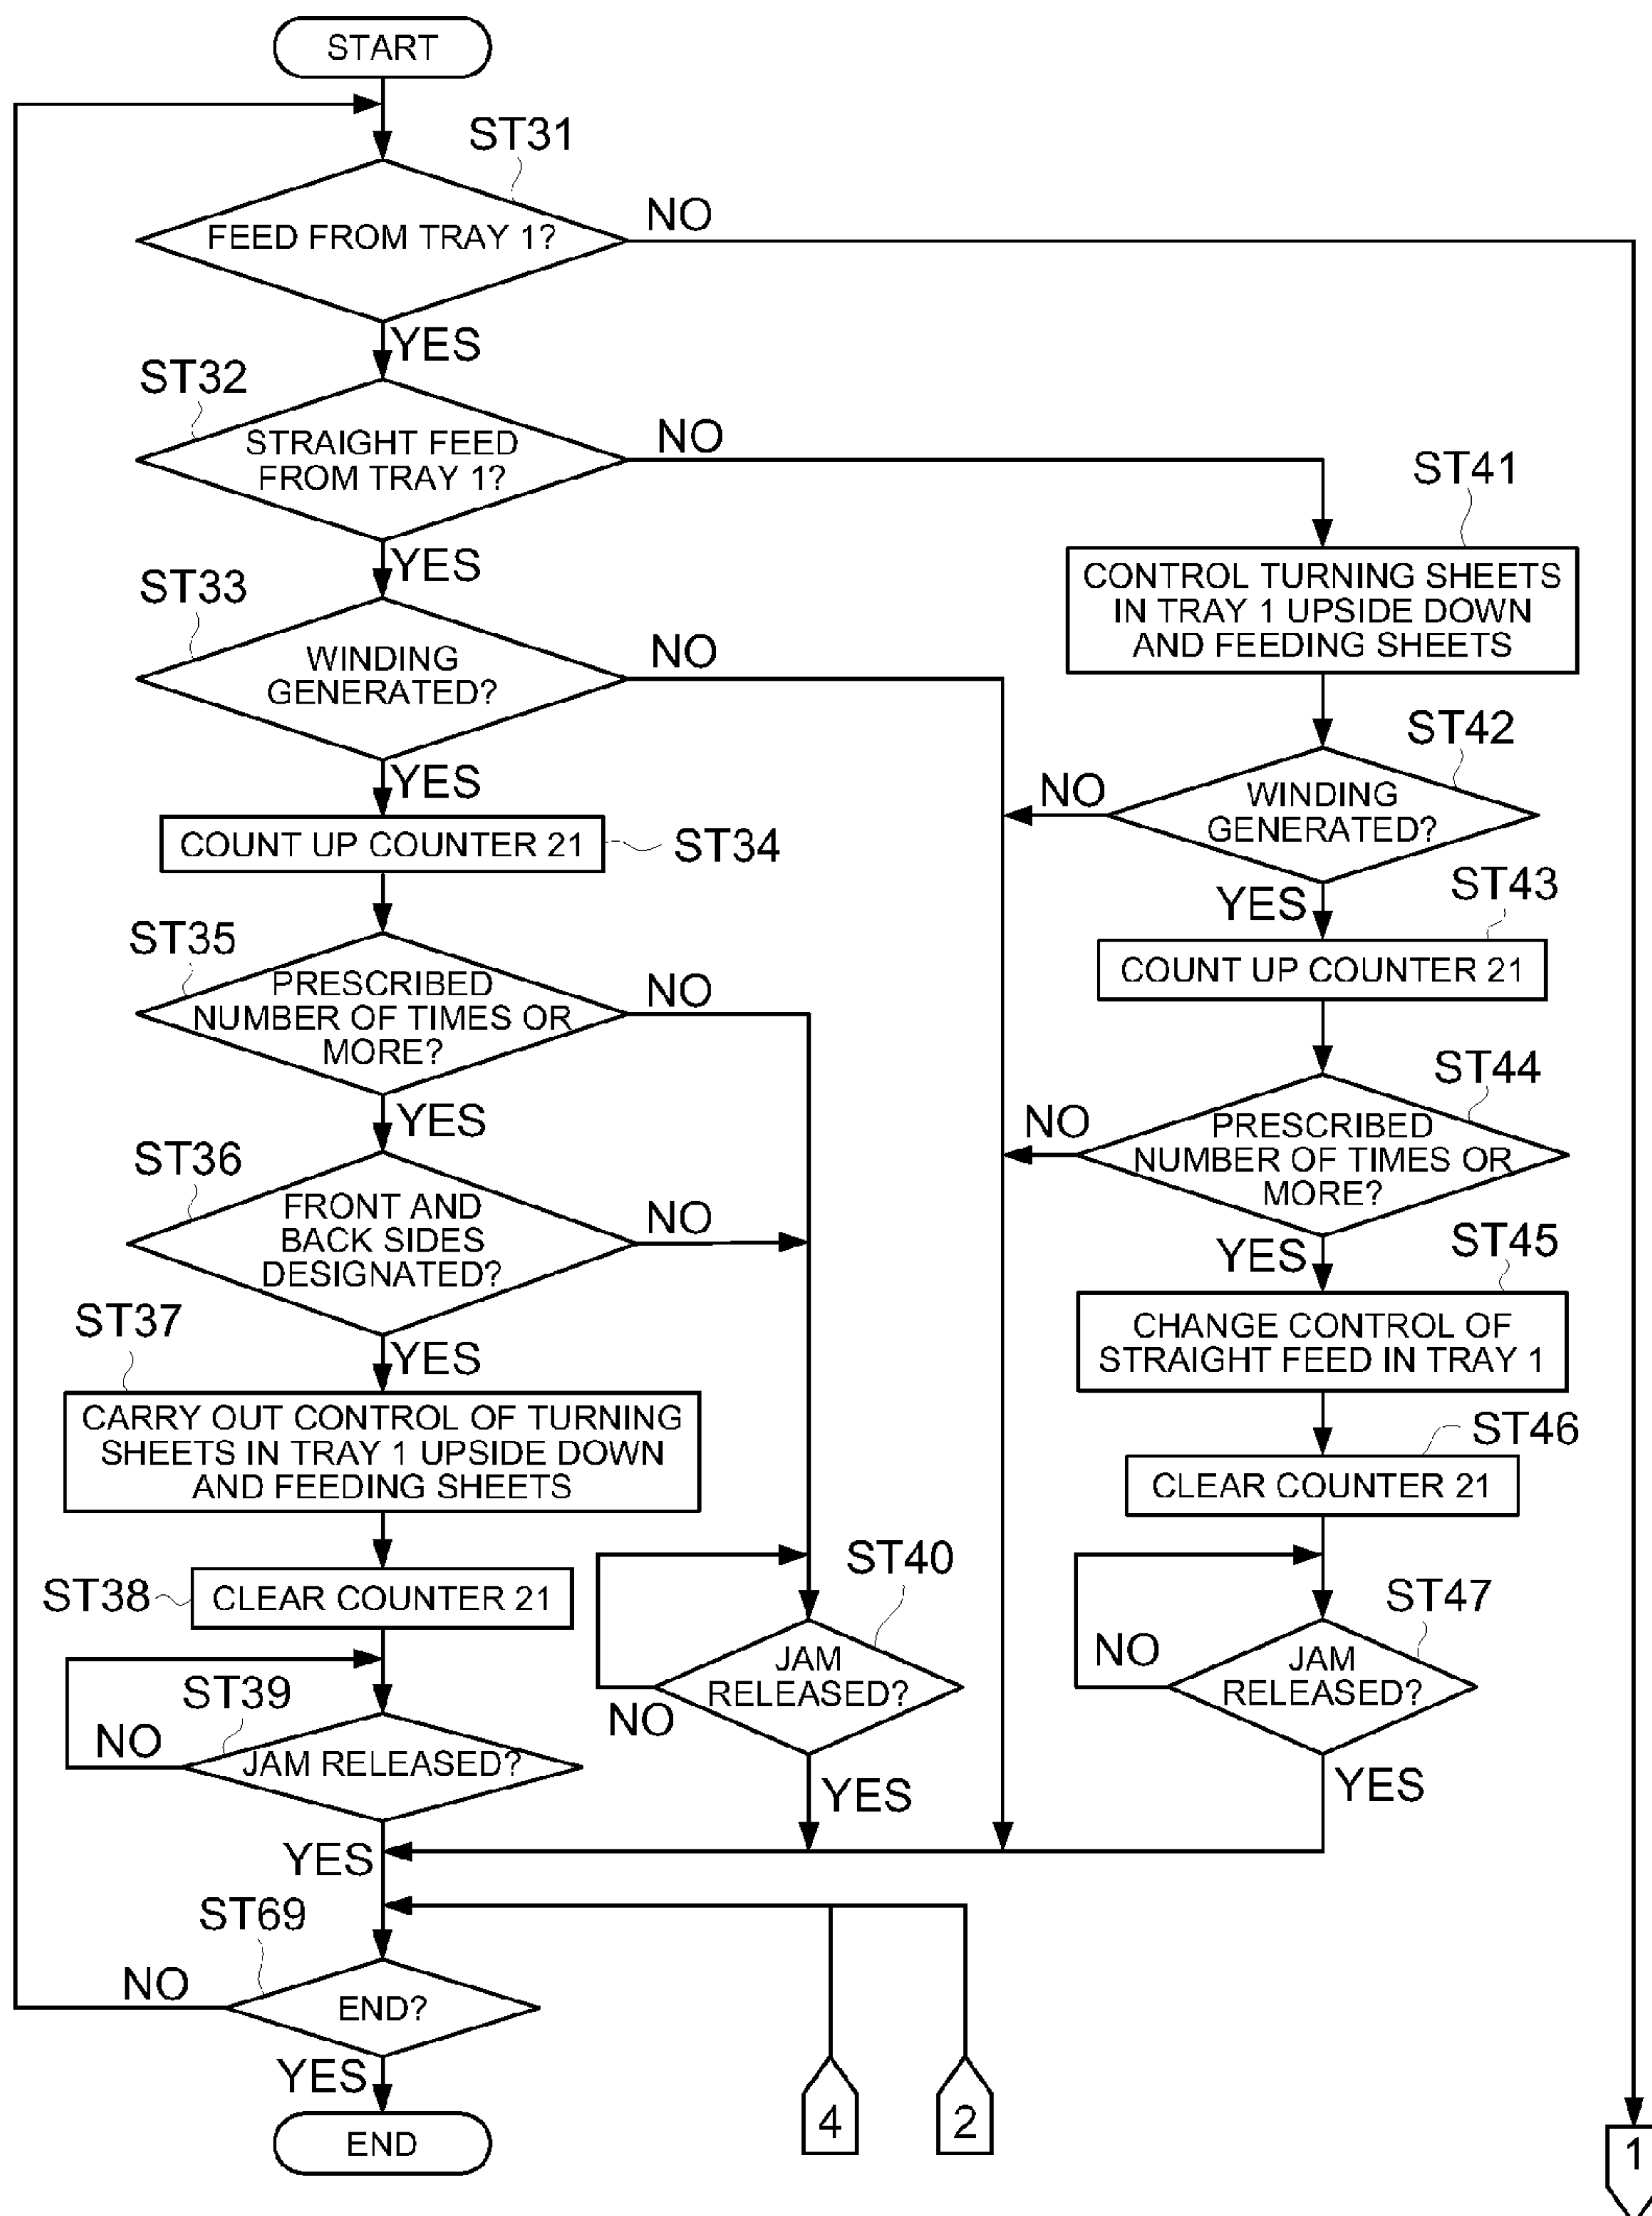 START
ST31
FEED FROM TRAY 1?
NO
YES
ST32
STRAIGHT FEED
FROM TRAY 1?
NO
YES
ST33
WINDING
GENERATED?
NO
YES
COUNT UP COUNTER 21
ST34
ST35
PRESCRIBED
NUMBER OF TIMES OR
MORE?
NO
YES
ST36
FRONT AND
BACK SIDES
DESIGNATED?
NO
YES
ST37
CARRY OUT CONTROL OF TURNING
SHEETS IN TRAY 1 UPSIDE DOWN
AND FEEDING SHEETS
ST38
CLEAR COUNTER 21
ST39
JAM RELEASED?
NO
YES
ST40
JAM
RELEASED?
NO
YES
ST41
CONTROL TURNING SHEETS
IN TRAY 1 UPSIDE DOWN
AND FEEDING SHEETS
ST42
WINDING
GENERATED?
NO
YES
ST43
COUNT UP COUNTER 21
ST44
PRESCRIBED
NUMBER OF TIMES OR
MORE?
NO
YES
ST45
CHANGE CONTROL OF
STRAIGHT FEED IN TRAY 1
ST46
CLEAR COUNTER 21
ST47
JAM
RELEASED?
NO
YES
ST69
END?
NO
YES
END
4
2
1